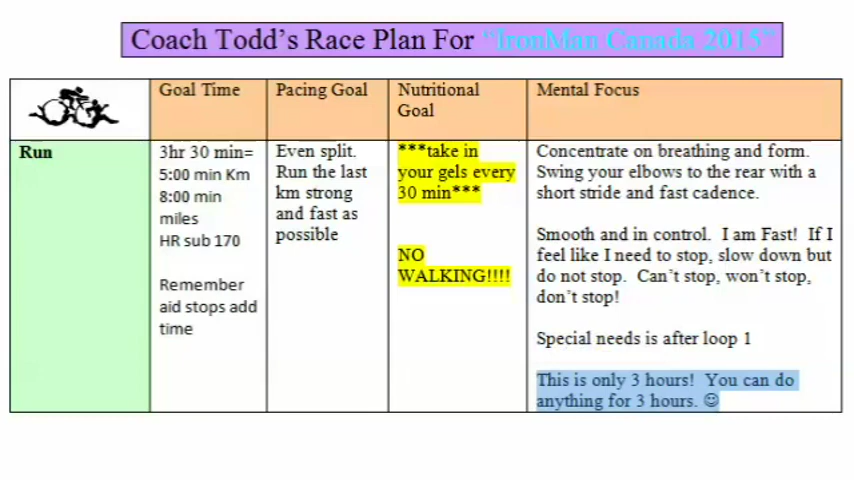 Coach Todd's Race Plan For "IronMan Canada 2015"
Goal Time
Pacing Goal
Nutritional
Goal
Mental Focus
Run
3hr 30 min=
5:00 min Km
8:00 min
miles
HR sub 170
Remember
aid stops add
time
Even split.
Run the last
km strong
and fast as
possible
***take in
your gels every
30 min***
NO
WALKING!!!!
Concentrate on breathing and form.
Swing your elbows to the rear with a
short stride and fast cadence.
Smooth and in control.  I am Fast!  If I
feel like I need to stop, slow down but
do not stop.  Can't stop, won't stop,
don't stop!
Special needs is after loop 1
This is only 3 hours!  You can do
anything for 3 hours. ☺